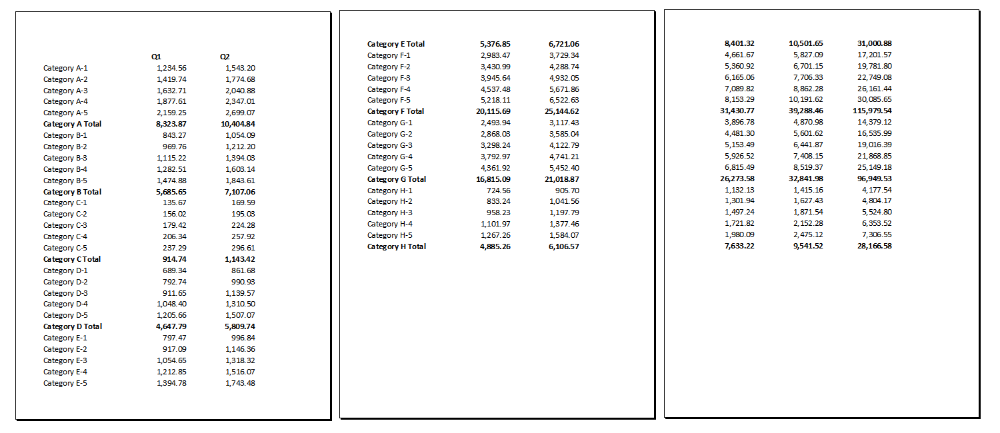 Q1 Q2
Category A-1 1,234.56 1,543.20
Category A-2 1,419.74 1,774.68
Category A-3 1,632.71 2,040.88
Category A-4 1,877.61 2,347.01
Category A-5 2,159.25 2,699.07
Category A Total 8,323.87 10,404.84
Category B-1 843.27 1,054.09
Category B-2 969.76 1,212.20
Category B-3 1,115.22 1,394.03
Category B-4 1,282.51 1,603.14
Category B-5 1,474.88 1,843.61
Category B Total 5,685.65 7,107.06
Category C-1 135.67 169.59
Category C-2 156.02 195.03
Category C-3 179.42 224.28
Category C-4 206.34 257.92
Category C-5 237.29 296.61
Category C Total 914.74 1,143.42
Category D-1 689.34 861.68
Category D-2 792.74 990.93
Category D-3 911.65 1,139.57
Category D-4 1,048.40 1,310.50
Category D-5 1,205.66 1,507.07
Category D Total 4,647.79 5,809.74
Category E-1 797.47 996.84
Category E-2 917.09 1,146.36
Category E-3 1,054.65 1,318.32
Category E-4 1,212.85 1,516.07
Category E-5 1,394.78 1,743.48
Category E Total 5,376.85 6,721.06
Category F-1 2,983.47 3,729.34
Category F-2 3,430.99 4,288.74
Category F-3 3,945.64 4,932.05
Category F-4 4,537.48 5,671.86
Category F-5 5,218.11 6,522.63
Category F Total 20,115.69 25,144.62
Category G-1 2,493.94 3,117.43
Category G-2 2,868.03 3,585.04
Category G-3 3,298.24 4,122.79
Category G-4 3,792.97 4,741.21
Category G-5 4,361.92 5,452.40
Category G Total 16,815.09 21,018.87
Category H-1 724.56 905.70
Category H-2 833.24 1,041.56
Category H-3 958.23 1,197.79
Category H-4 1,101.97 1,377.46
Category H-5 1,267.26 1,584.07
Category H Total 4,885.26 6,106.57
8,401.32 10,501.65 31,000.88
4,661.67 5,827.09 17,201.57
5,360.92 6,701.15 19,781.80
6,165.06 7,706.33 22,749.08
7,089.82 8,862.28 26,161.44
8,153.29 10,191.62 30,085.65
31,430.77 39,288.46 115,979.54
3,896.78 4,870.98 14,379.12
4,481.30 5,601.62 16,535.99
5,153.49 6,441.87 19,016.39
5,926.52 7,408.15 21,868.85
6,815.49 8,519.37 25,149.18
26,273.58 32,841.98 96,949.53
1,132.13 1,415.16 4,177.54
1,301.94 1,627.43 4,804.17
1,497.24 1,871.54 5,524.80
1,721.82 2,152.28 6,353.52
1,980.09 2,475.12 7,306.55
7,633.22 9,541.52 28,166.58